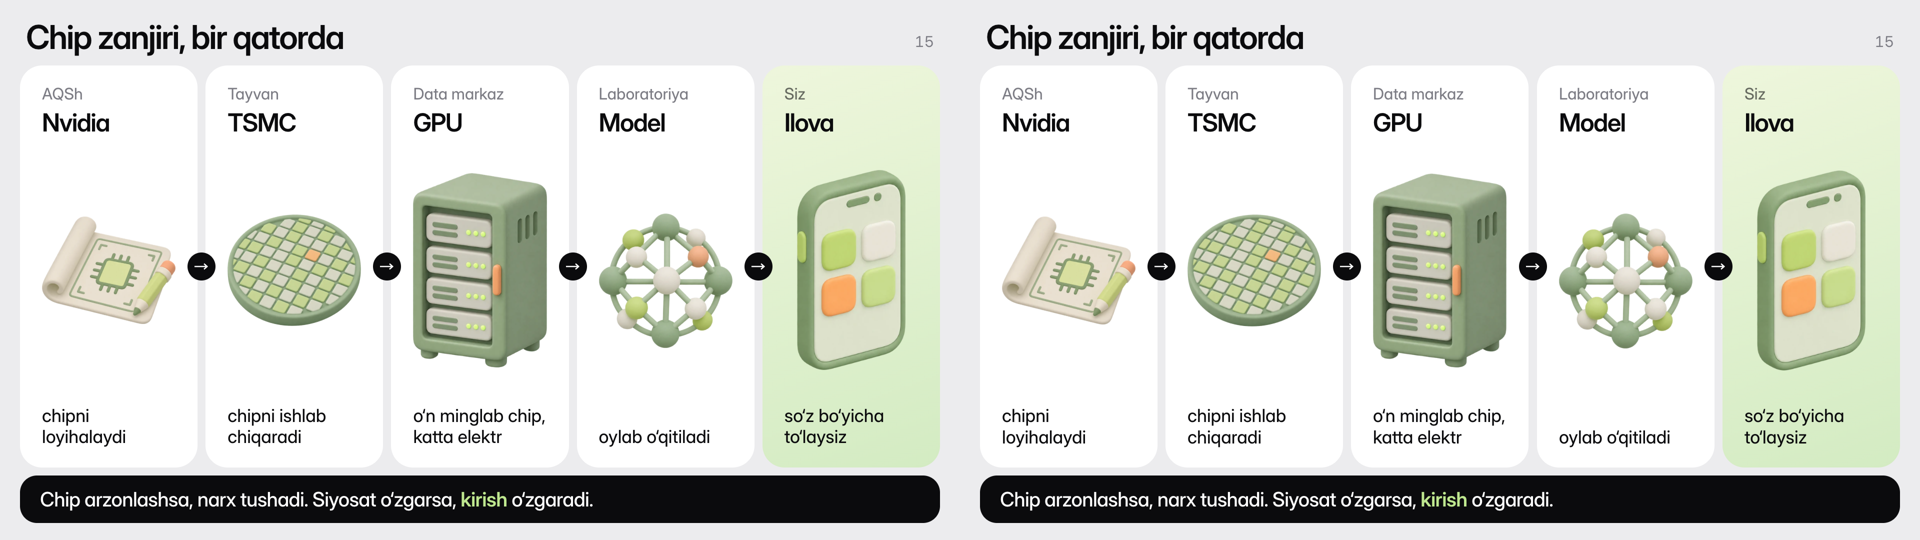 Chip zanjiri, bir qatorda
15
AQSh
Nvidia
chipni
loyihalaydi
Tayvan
TSMC
chipni ishlab
chiqaradi
Data markaz
GPU
o‘n minglab chip,
katta elektr
Laboratoriya
Model
oylab o‘qitiladi
Siz
Ilova
so‘z bo‘yicha
to‘laysiz
Chip arzonlashsa, narx tushadi. Siyosat o‘zgarsa, kirish o‘zgaradi.
Chip zanjiri, bir qatorda
15
AQSh
Nvidia
chipni
loyihalaydi
Tayvan
TSMC
chipni ishlab
chiqaradi
Data markaz
GPU
o‘n minglab chip,
katta elektr
Laboratoriya
Model
oylab o‘qitiladi
Siz
Ilova
so‘z bo‘yicha
to‘laysiz
Chip arzonlashsa, narx tushadi. Siyosat o‘zgarsa, kirish o‘zgaradi.